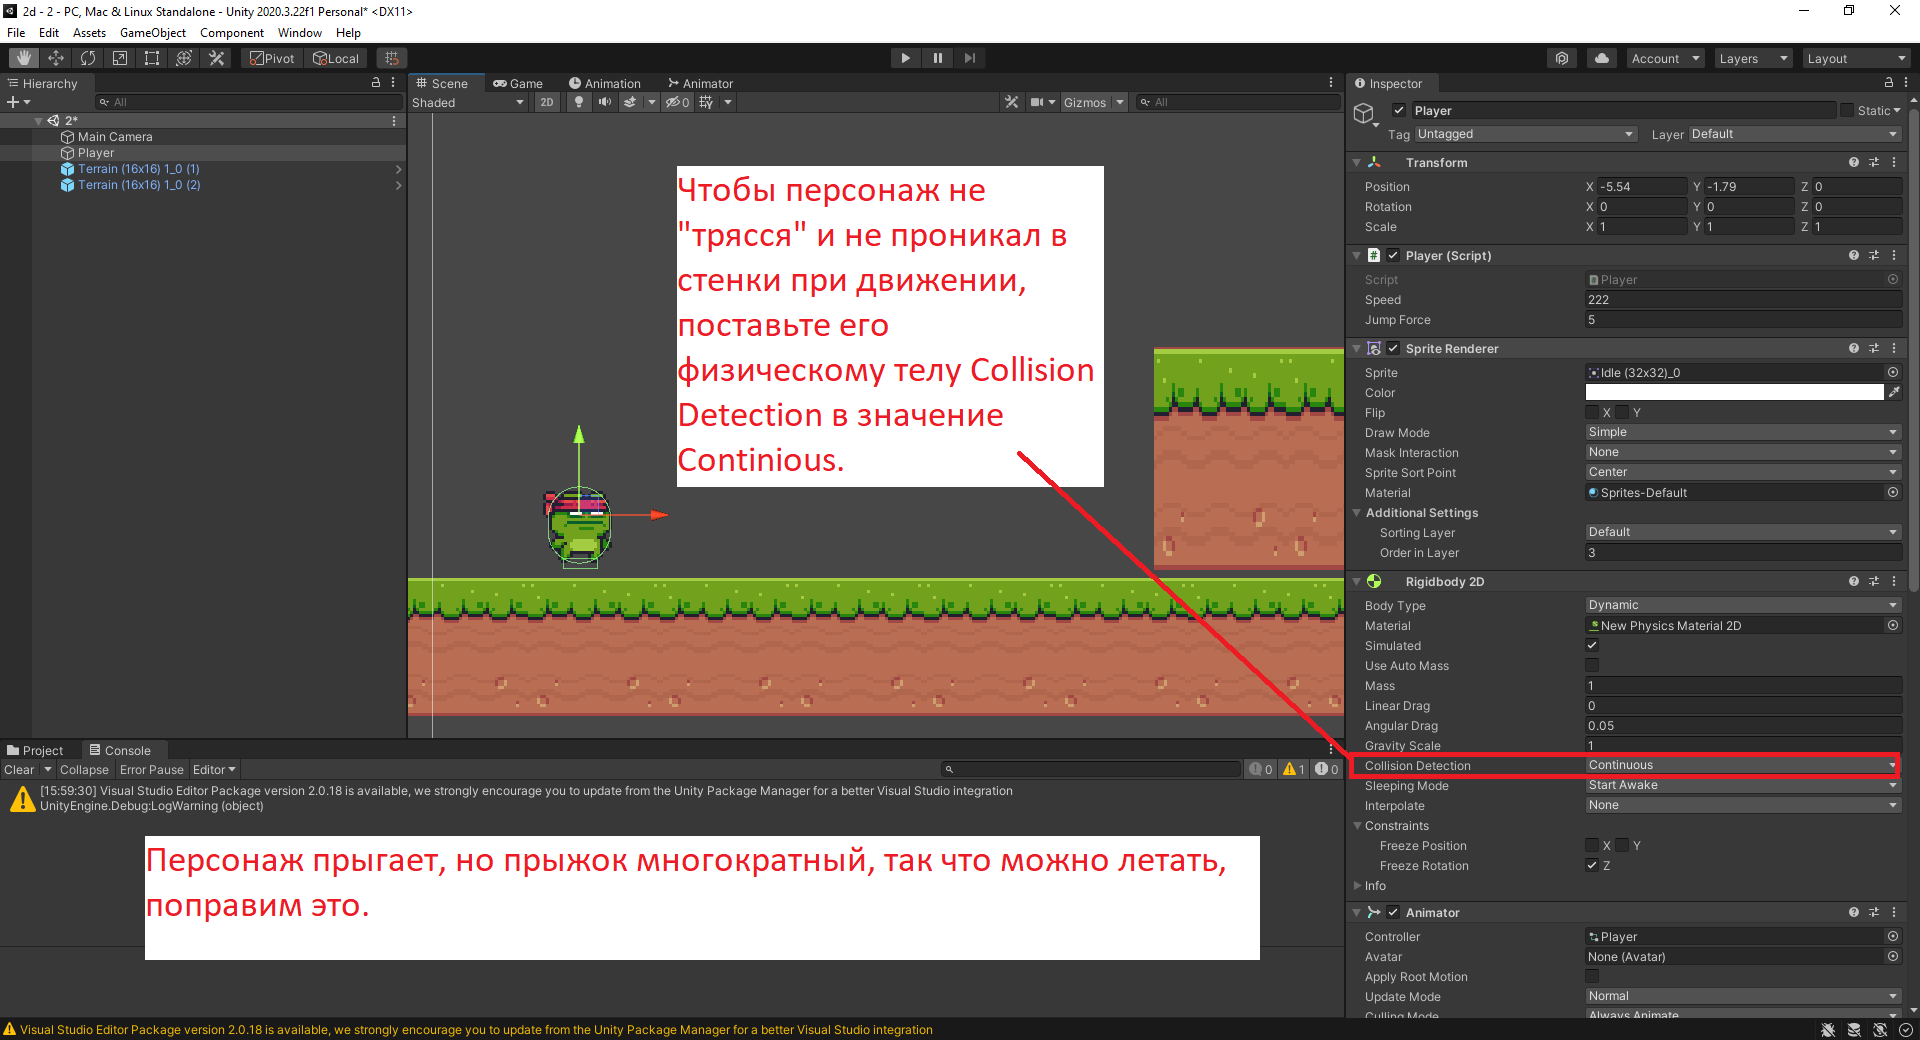 2d - 2 - PC, Mac & Linux Standalone - Unity 2020.3.22f1 Personal* <DX11>
File Edit Assets GameObject Component Window Help
Pivot Local Account Layers Layout
Hierarchy
All
2*
Main Camera
Player
Terrain (16x16) 1_0 (1)
Terrain (16x16) 1_0 (2)
Scene Game Animation Animator
Shaded 2D 0 Gizmos All
Чтобы персонаж не
"трясся" и не проникал в
стенки при движении,
поставьте его
физическому телу Collision
Detection в значение
Continious.
Project Console
Clear Collapse Error Pause Editor 0 1 0
[15:59:30] Visual Studio Editor Package version 2.0.18 is available, we strongly encourage you to update from the Unity Package Manager for a better Visual Studio integration
UnityEngine.Debug:LogWarning (object)
Персонаж прыгает, но прыжок многократный, так что можно летать,
поправим это.
Inspector
Player Static
Tag Untagged Layer Default
Transform
Position X -5.54 Y -1.79 Z 0
Rotation X 0 Y 0 Z 0
Scale X 1 Y 1 Z 1
# Player (Script)
Script Player
Speed 222
Jump Force 5
Sprite Renderer
Sprite Idle (32x32)_0
Color
Flip X Y
Draw Mode Simple
Mask Interaction None
Sprite Sort Point Center
Material Sprites-Default
Additional Settings
Sorting Layer Default
Order in Layer 3
Rigidbody 2D
Body Type Dynamic
Material New Physics Material 2D
Simulated
Use Auto Mass
Mass 1
Linear Drag 0
Angular Drag 0.05
Gravity Scale 1
Collision Detection Continuous
Sleeping Mode Start Awake
Interpolate None
Constraints
Freeze Position X Y
Freeze Rotation Z
Info
Animator
Controller Player
Avatar None (Avatar)
Apply Root Motion
Update Mode Normal
Culling Mode Always Animate
Visual Studio Editor Package version 2.0.18 is available, we strongly encourage you to update from the Unity Package Manager for a better Visual Studio integration